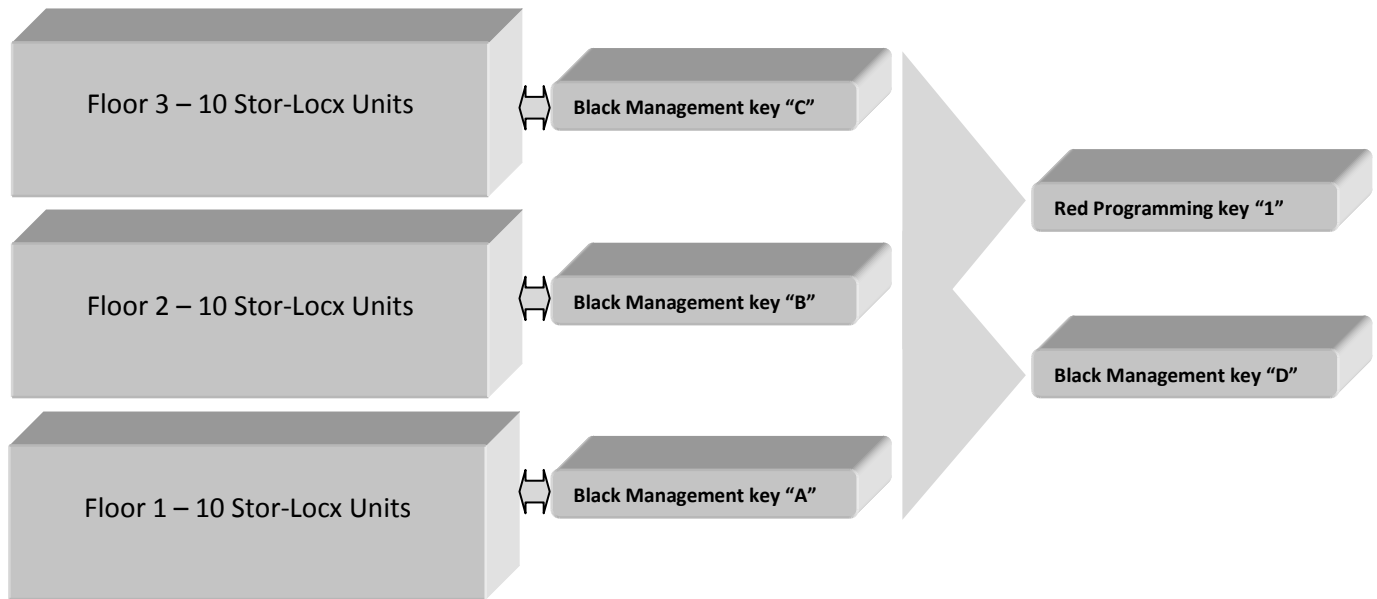 Floor 3 – 10 Stor-Locx Units
Black Management key “C”
Red Programming key “1”
Floor 2 – 10 Stor-Locx Units
Black Management key “B”
Black Management key “D”
Floor 1 – 10 Stor-Locx Units
Black Management key “A”